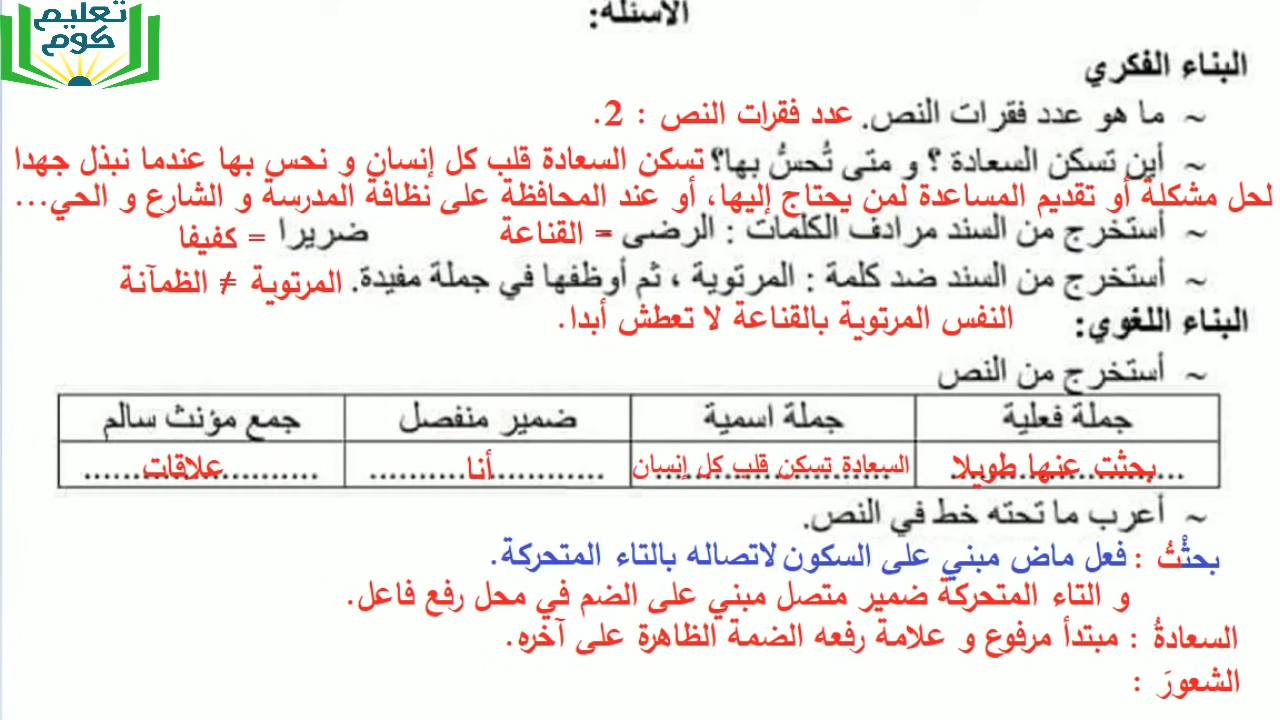 تعليم
كوم
الأسئلة:
البناء الفكري
~ ما هو عدد فقرات النص. عدد فقرات النص : 2.
~ أين تسكن السعادة ؟ و متى تُحسُّ بها؟ تسكن السعادة قلب كل إنسان و نحس بها عندما نبذل جهدا
لحل مشكلة أو تقديم المساعدة لمن يحتاج إليها، أو عند المحافظة على نظافة المدرسة و الشارع و الحي...
~ أستخرج من السند مرادف الكلمات : الرضى = القناعة ضريرا = كفيفا
~ أستخرج من السند ضد كلمة : المرتوية ، ثم أوظفها في جملة مفيدة. المرتوية ≠ الظمآنة
النفس المرتوية بالقناعة لا تعطش أبدا.
البناء اللغوي:
~ أستخرج من النص
جملة فعلية جملة اسمية ضمير منفصل جمع مؤنث سالم
بحثت عنها طويلا السعادة تسكن قلب كل إنسان أنا علاقات
~ أعرب ما تحته خط في النص.
بحثْتُ : فعل ماض مبني على السكون لاتصاله بالتاء المتحركة.
و التاء المتحركة ضمير متصل مبني على الضم في محل رفع فاعل.
السعادةُ : مبتدأ مرفوع و علامة رفعه الضمة الظاهرة على آخره.
الشعورَ :